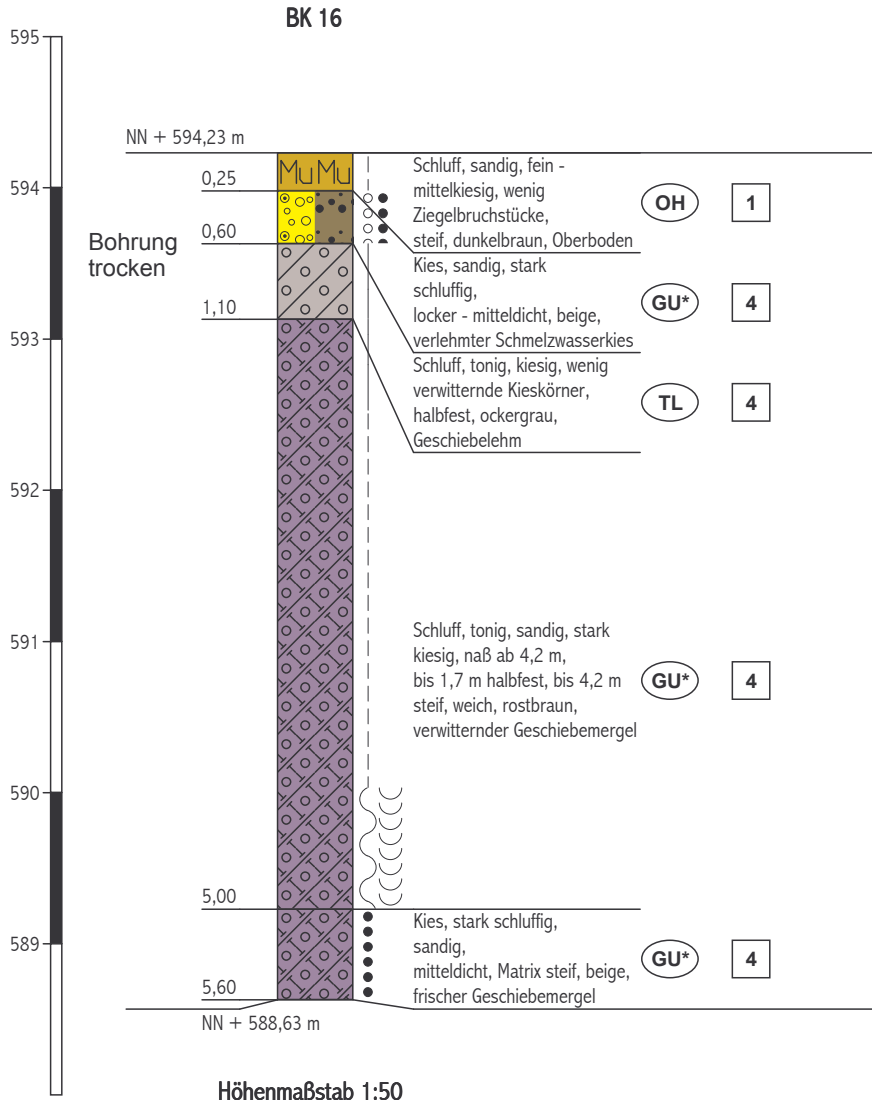 BK 16
595
NN + 594,23 m
594
0,25
MuMu
Schluff, sandig, fein -
mittelkiesig, wenig
Ziegelbruchstücke,
steif, dunkelbraun, Oberboden
OH
1
0,60
Bohrung
trocken
Kies, sandig, stark
schluffig,
locker - mitteldicht, beige,
verlehmter Schmelzwasserkies
GU*
4
1,10
593
Schluff, tonig, kiesig, wenig
verwitternde Kieskörner,
halbfest, ockergrau,
Geschiebelehm
TL
4
592
591
Schluff, tonig, sandig, stark
kiesig, naß ab 4,2 m,
bis 1,7 m halbfest, bis 4,2 m
steif, weich, rostbraun,
verwitternder Geschiebemergel
GU*
4
590
5,00
589
Kies, stark schluffig,
sandig,
mitteldicht, Matrix steif, beige,
frischer Geschiebemergel
GU*
4
5,60
NN + 588,63 m
Höhenmaßstab 1:50